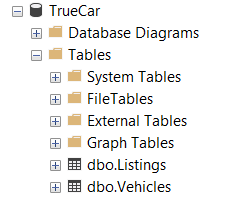 TrueCar
Database Diagrams
Tables
System Tables
FileTables
External Tables
Graph Tables
dbo.Listings
dbo.Vehicles